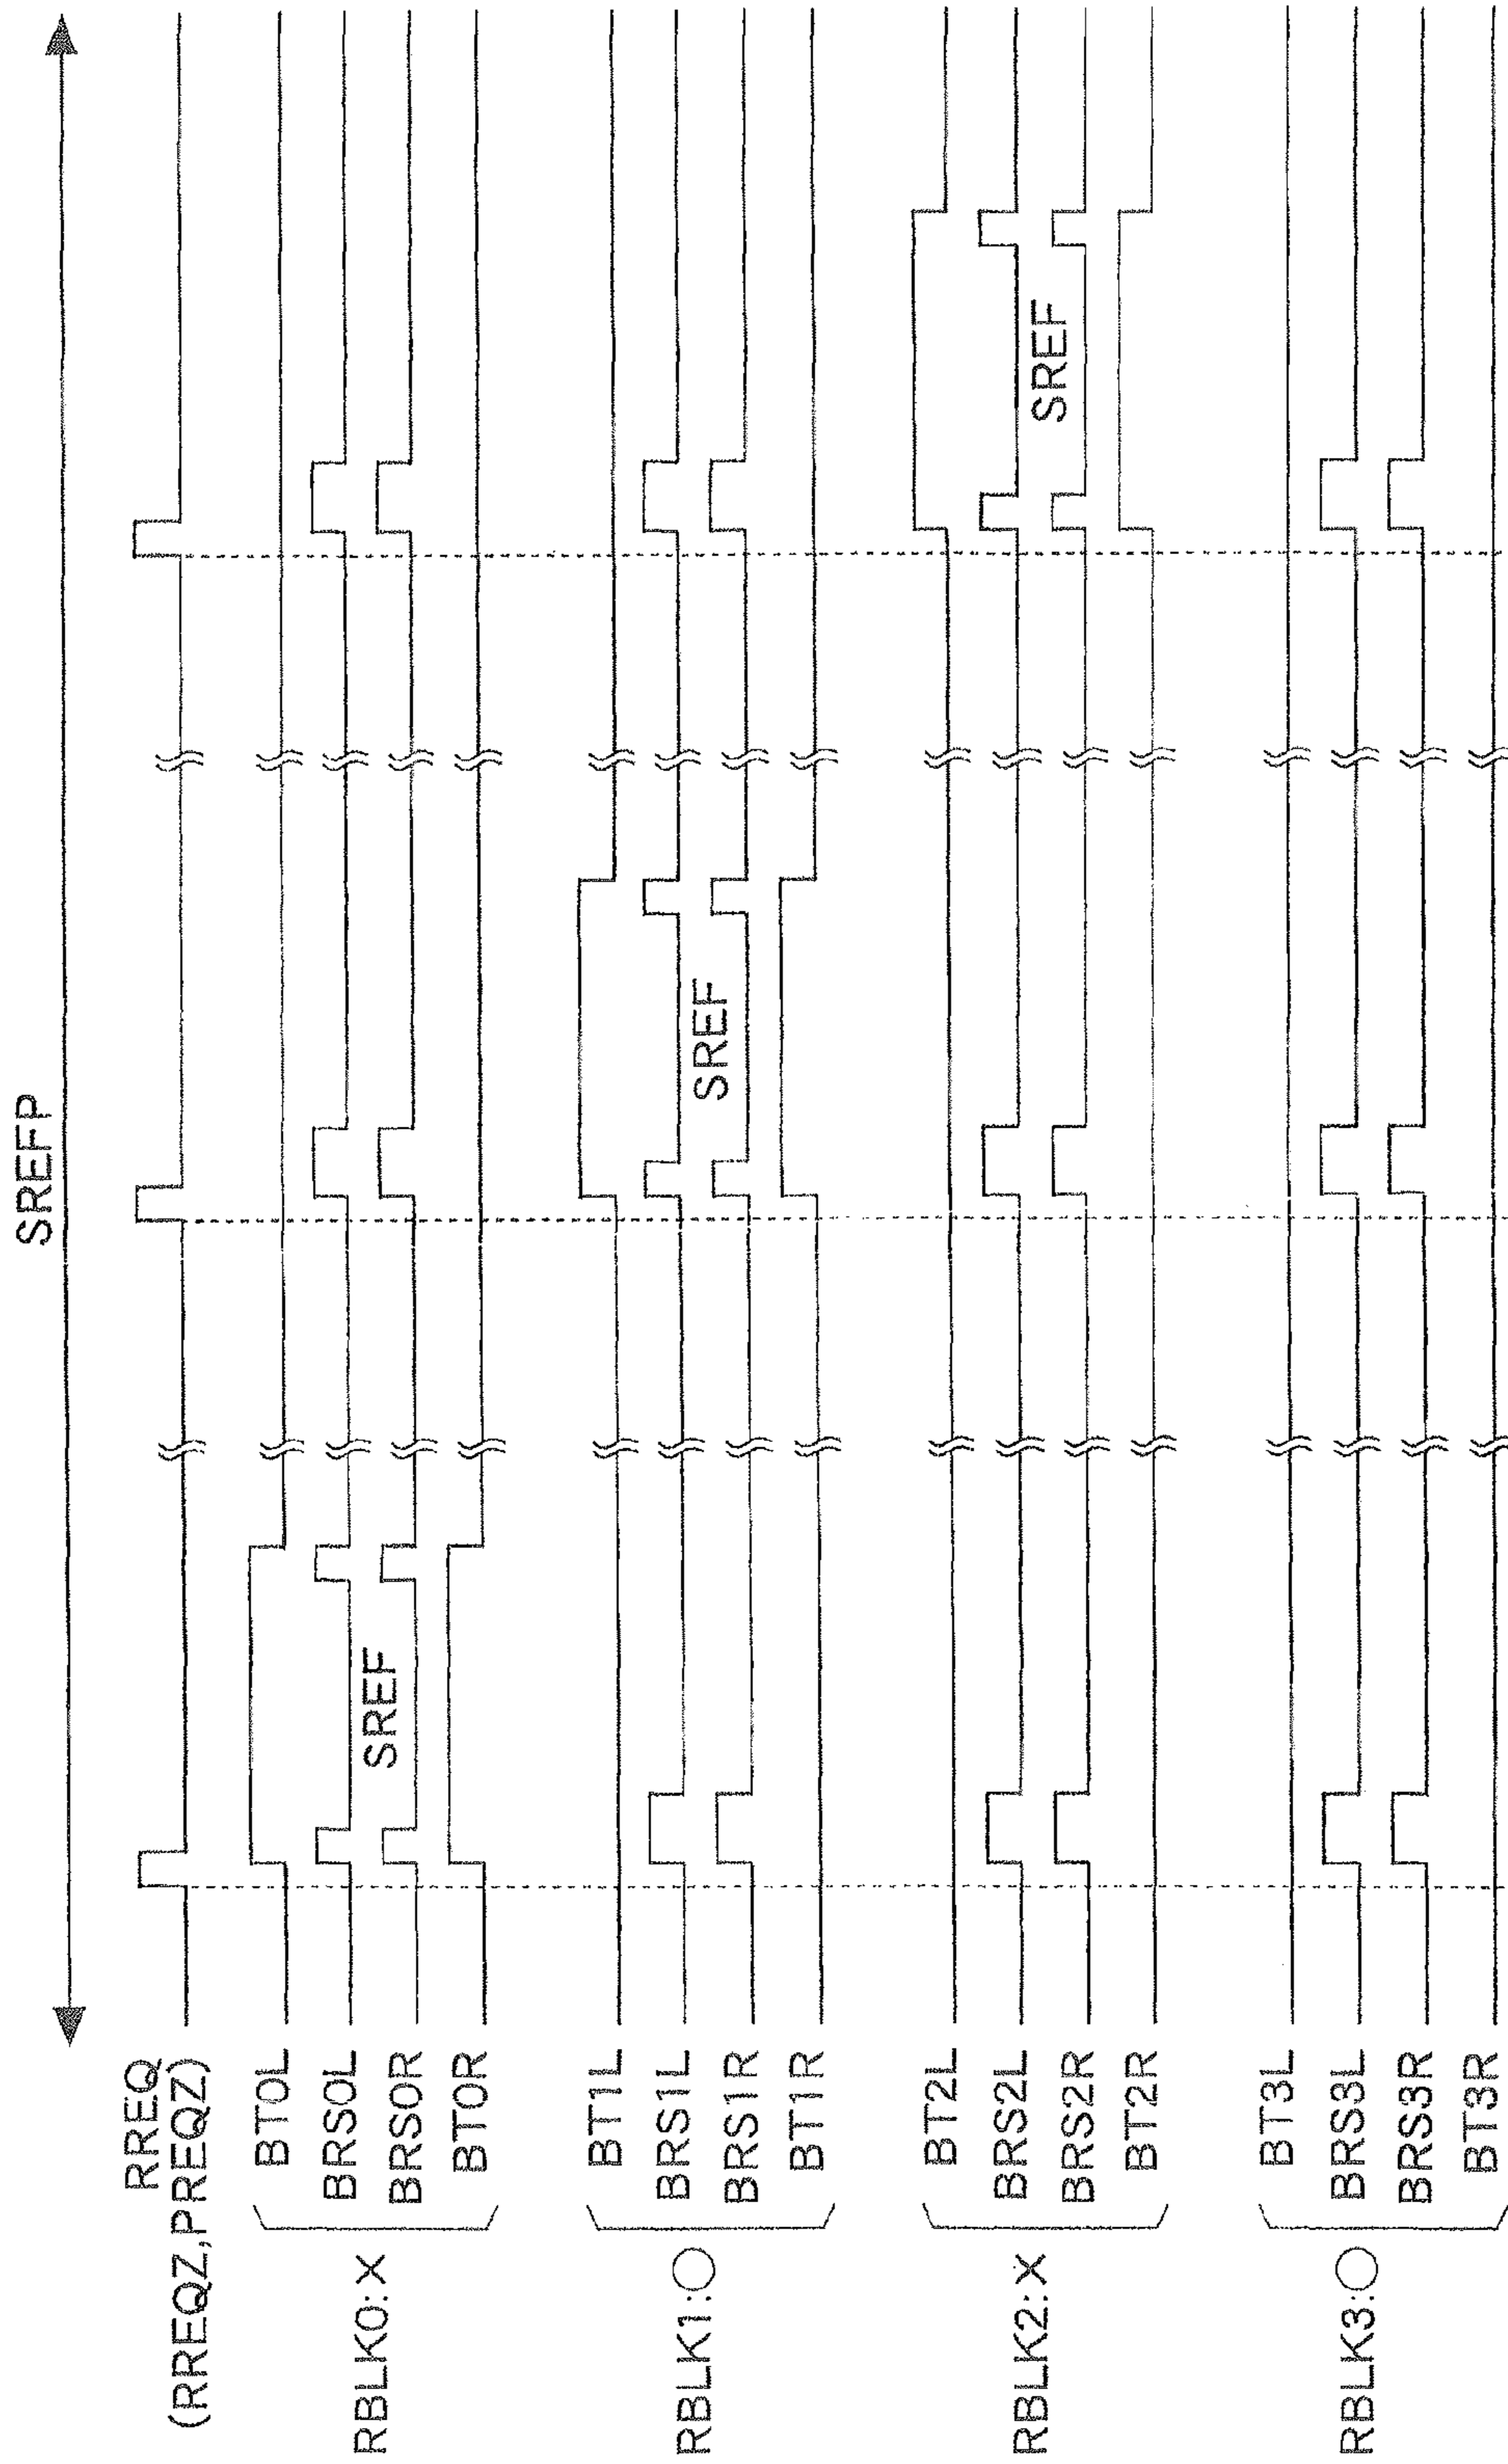 SREFP
RREQ
(RREQZ,PREQZ)
RBLK0:X
BT0L
BRS0L
SREF
BRS0R
BT0R
RBLK1:○
BT1L
BRS1L
SREF
BRS1R
BT1R
RBLK2:X
BT2L
BRS2L
SREF
BRS2R
BT2R
RBLK3:○
BT3L
BRS3L
BRS3R
BT3R